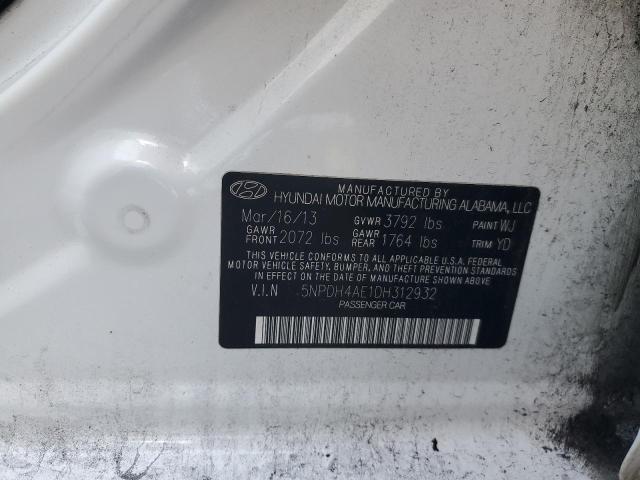 MANUFACTURED BY
HYUNDAI MOTOR MANUFACTURING ALABAMA, LLC
Mar/16/13 GVWR 3792 lbs PAINT WJ
GAWR FRONT 2072 lbs GAWR REAR 1764 lbs TRIM YD
THIS VEHICLE CONFORMS TO ALL APPLICABLE U.S.A. FEDERAL
MOTOR VEHICLE SAFETY, BUMPER, AND THEFT PREVENTION STANDARDS
IN EFFECT ON THE DATE OF MANUFACTURE SHOWN ABOVE.
V.I.N 5NPDH4AE1DH312932
PASSENGER CAR